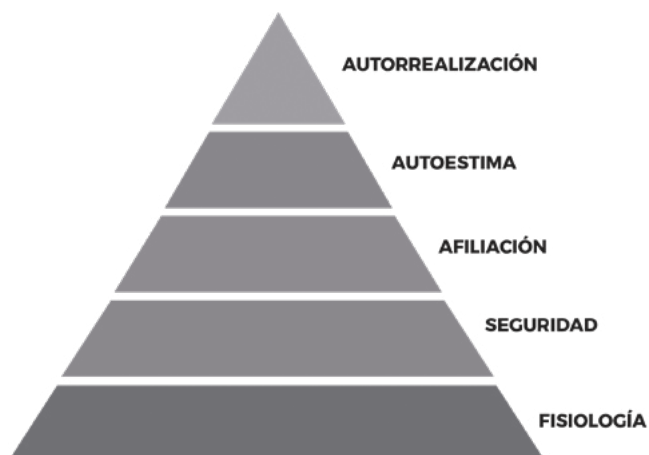 AUTORREALIZACIÓN
AUTOESTIMA
AFILIACIÓN
SEGURIDAD
FISIOLOGÍA